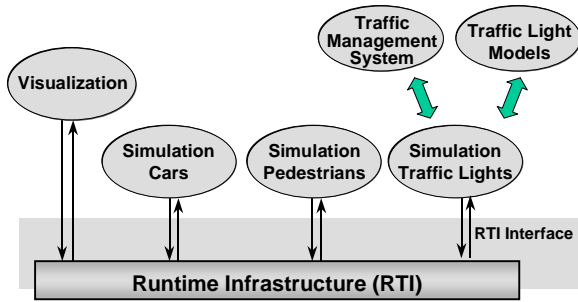 Traffic
Management
System
Traffic Light
Models
Visualization
Simulation
Cars
Simulation
Pedestrians
Simulation
Traffic Lights
RTI Interface
Runtime Infrastructure (RTI)